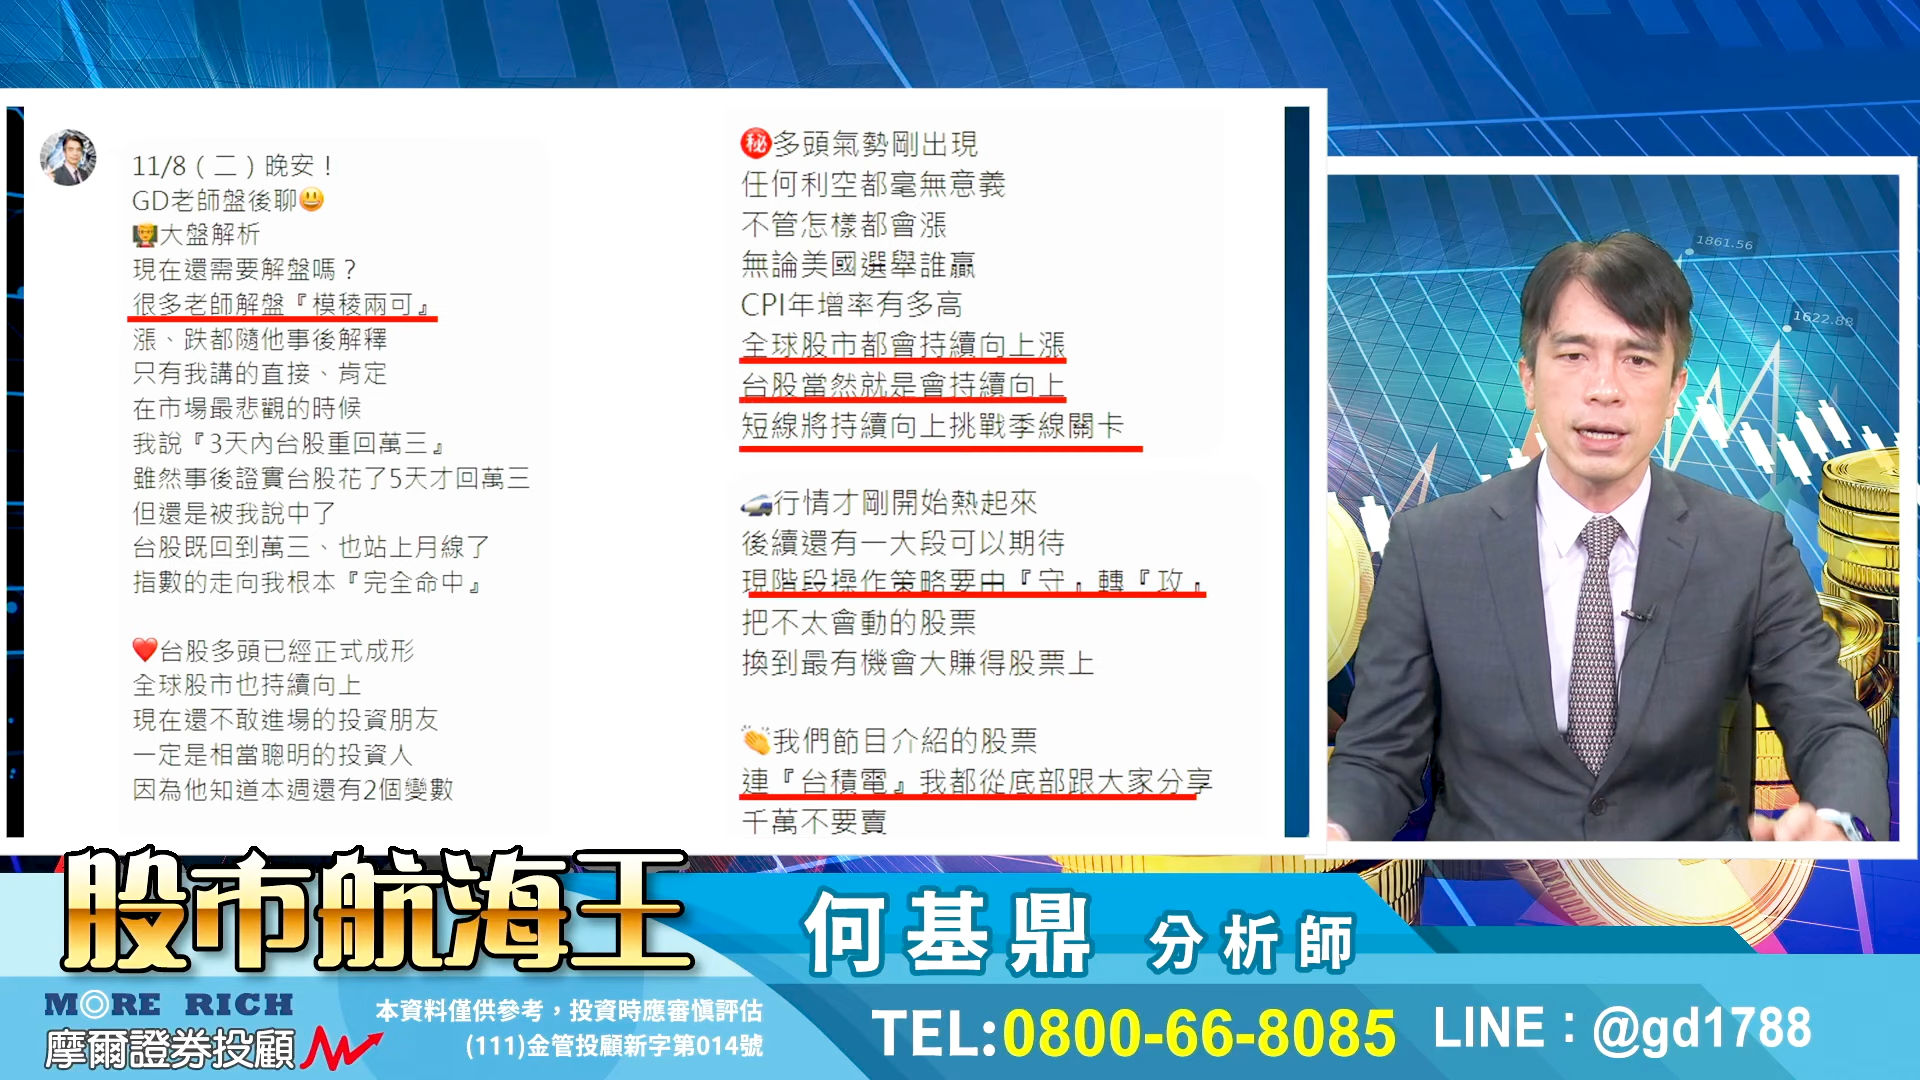 11/8（二）晚安！
GD老師盤後聊
大盤解析
現在還需要解盤嗎？
很多老師解盤『模稜兩可』
漲、跌都隨他事後解釋
只有我講的直接、肯定
在市場最悲觀的時候
我說『3天內台股重回萬三』
雖然事後證實台股花了5天才回萬三
但還是被我說中了
台股既回到萬三、也站上月線了
指數的走向我根本『完全命中』
台股多頭已經正式成形
全球股市也持續向上
現在還不敢進場的投資朋友
一定是相當聰明的投資人
因為他知道本週還有2個變數
㊙多頭氣勢剛出現
任何利空都毫無意義
不管怎樣都會漲
無論美國選舉誰贏
CPI年增率有多高
全球股市都會持續向上漲
台股當然就是會持續向上
短線將持續向上挑戰季線關卡
行情才剛開始熱起來
後續還有一大段可以期待
現階段操作策略要由『守』轉『攻』
把不太會動的股票
換到最有機會大賺得股票上
我們節目介紹的股票
連『台積電』我都從底部跟大家分享
千萬不要賣
1861.56
1622.88
股市航海王
何基鼎 分析師
MORE RICH
摩爾證券投顧
本資料僅供參考，投資時應審慎評估
(111)金管投顧新字第014號
TEL:0800-66-8085
LINE：@gd1788